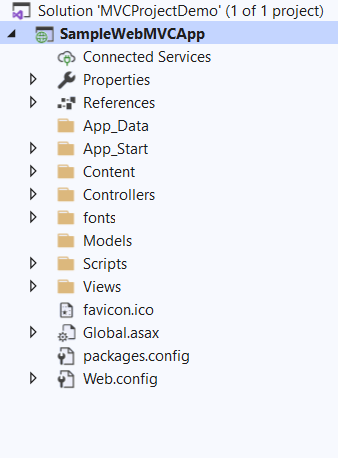 Solution 'MVCProjectDemo' (1 of 1 project)
SampleWebMVCApp
Connected Services
Properties
References
App_Data
App_Start
Content
Controllers
fonts
Models
Scripts
Views
favicon.ico
Global.asax
packages.config
Web.config